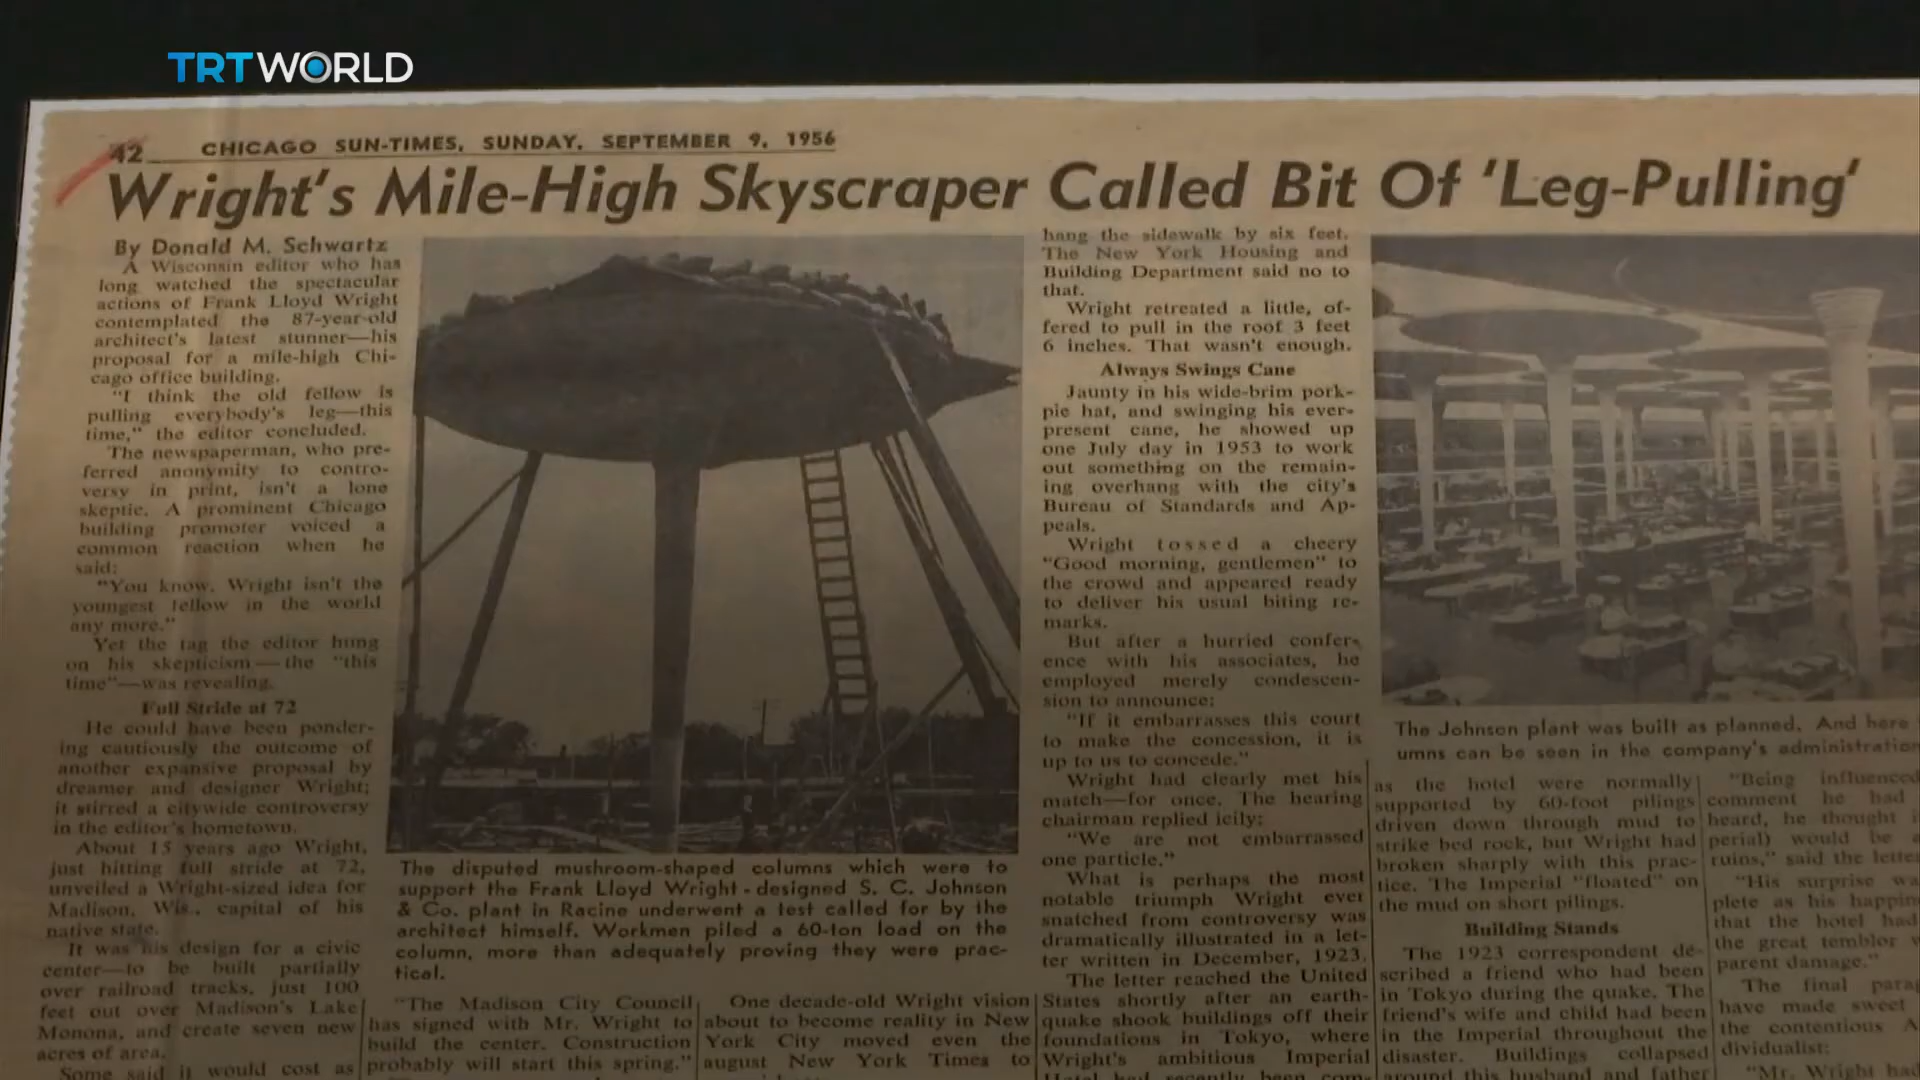 TRT WORLD
42 CHICAGO SUN-TIMES, SUNDAY, SEPTEMBER 9, 1956
Wright's Mile-High Skyscraper Called Bit Of 'Leg-Pulling'
By Donald M. Schwartz
A Wisconsin editor who has
long watched the spectacular
actions of Frank Lloyd Wright
contemplated the 87-year-old
architect's latest stunner—his
proposal for a mile-high Chi-
cago office building.
"I think the old fellow is
pulling everybody's leg—this
time," the editor concluded.
The newspaperman, who pre-
ferred anonymity to contro-
versy in print, isn't a lone
skeptic. A prominent Chicago
building promoter voiced a
common reaction when he
said:
"You know, Wright isn't the
youngest fellow in the world
any more."
Yet the tag the editor hung
on his skepticism—the "this
time"—was revealing.
Full Stride at 72
He could have been ponder-
ing cautiously the outcome of
another expansive proposal by
dreamer and designer Wright;
it stirred a citywide controversy
in the editor's hometown.
About 15 years ago Wright,
just hitting full stride at 72,
unveiled a Wright-sized idea for
Madison, Wis., capital of his
native state.
It was his design for a civic
center—to be built partially
over railroad tracks, just 100
feet out over Madison's Lake
Monona, and create seven new
acres of area.
Some said it would cost as
The disputed mushroom-shaped columns which were to
support the Frank Lloyd Wright-designed S. C. Johnson
& Co. plant in Racine underwent a test called for by the
architect himself. Workmen piled a 60-ton load on the
column, more than adequately proving they were prac-
tical.
"The Madison City Council
has signed with Mr. Wright to
build the center. Construction
probably will start this spring."
One decade-old Wright vision
about to become reality in New
York City moved even the
august New York Times to
hang the sidewalk by six feet.
The New York Housing and
Building Department said no to
that.
Wright retreated a little, of-
fered to pull in the roof 3 feet
6 inches. That wasn't enough.
Always Swings Cane
Jaunty in his wide-brim pork-
pie hat, and swinging his ever-
present cane, he showed up
one July day in 1953 to work
out something on the remain-
ing overhang with the city's
Bureau of Standards and Ap-
peals.
Wright tossed a cheery
"Good morning, gentlemen" to
the crowd and appeared ready
to deliver his usual biting re-
marks.
But after a hurried confer-
ence with his associates, he
employed merely condescen-
sion to announce:
"If it embarrasses this court
to make the concession, it is
up to us to concede."
Wright had clearly met his
match—for once. The hearing
chairman replied icily:
"We are not embarrassed
one particle."
What is perhaps the most
notable triumph Wright ever
snatched from controversy was
dramatically illustrated in a let-
ter written in December, 1923.
The letter reached the United
States shortly after an earth-
quake shook buildings off their
foundations in Tokyo, where
Wright's ambitious Imperial
Hotel had recently been com-
The Johnson plant was built as planned. And here
umns can be seen in the company's administration
as the hotel were normally
supported by 60-foot pilings
driven down through mud to
strike bed rock, but Wright had
broken sharply with this prac-
tice. The Imperial "floated" on
the mud on short pilings.
Building Stands
The 1923 correspondent de-
scribed a friend who had been
in Tokyo during the quake. The
friend's wife and child had been
in the Imperial throughout the
disaster. Buildings collapsed
around this husband and father
"Being influenced
comment he had
heard, he thought
perial) would be
ruins," said the letter
"His surprise
plete as his
that the hotel had
the great temblor
parent damage."
The final
have made sweet
the contentious
dividualist:
"Mr. Wright had